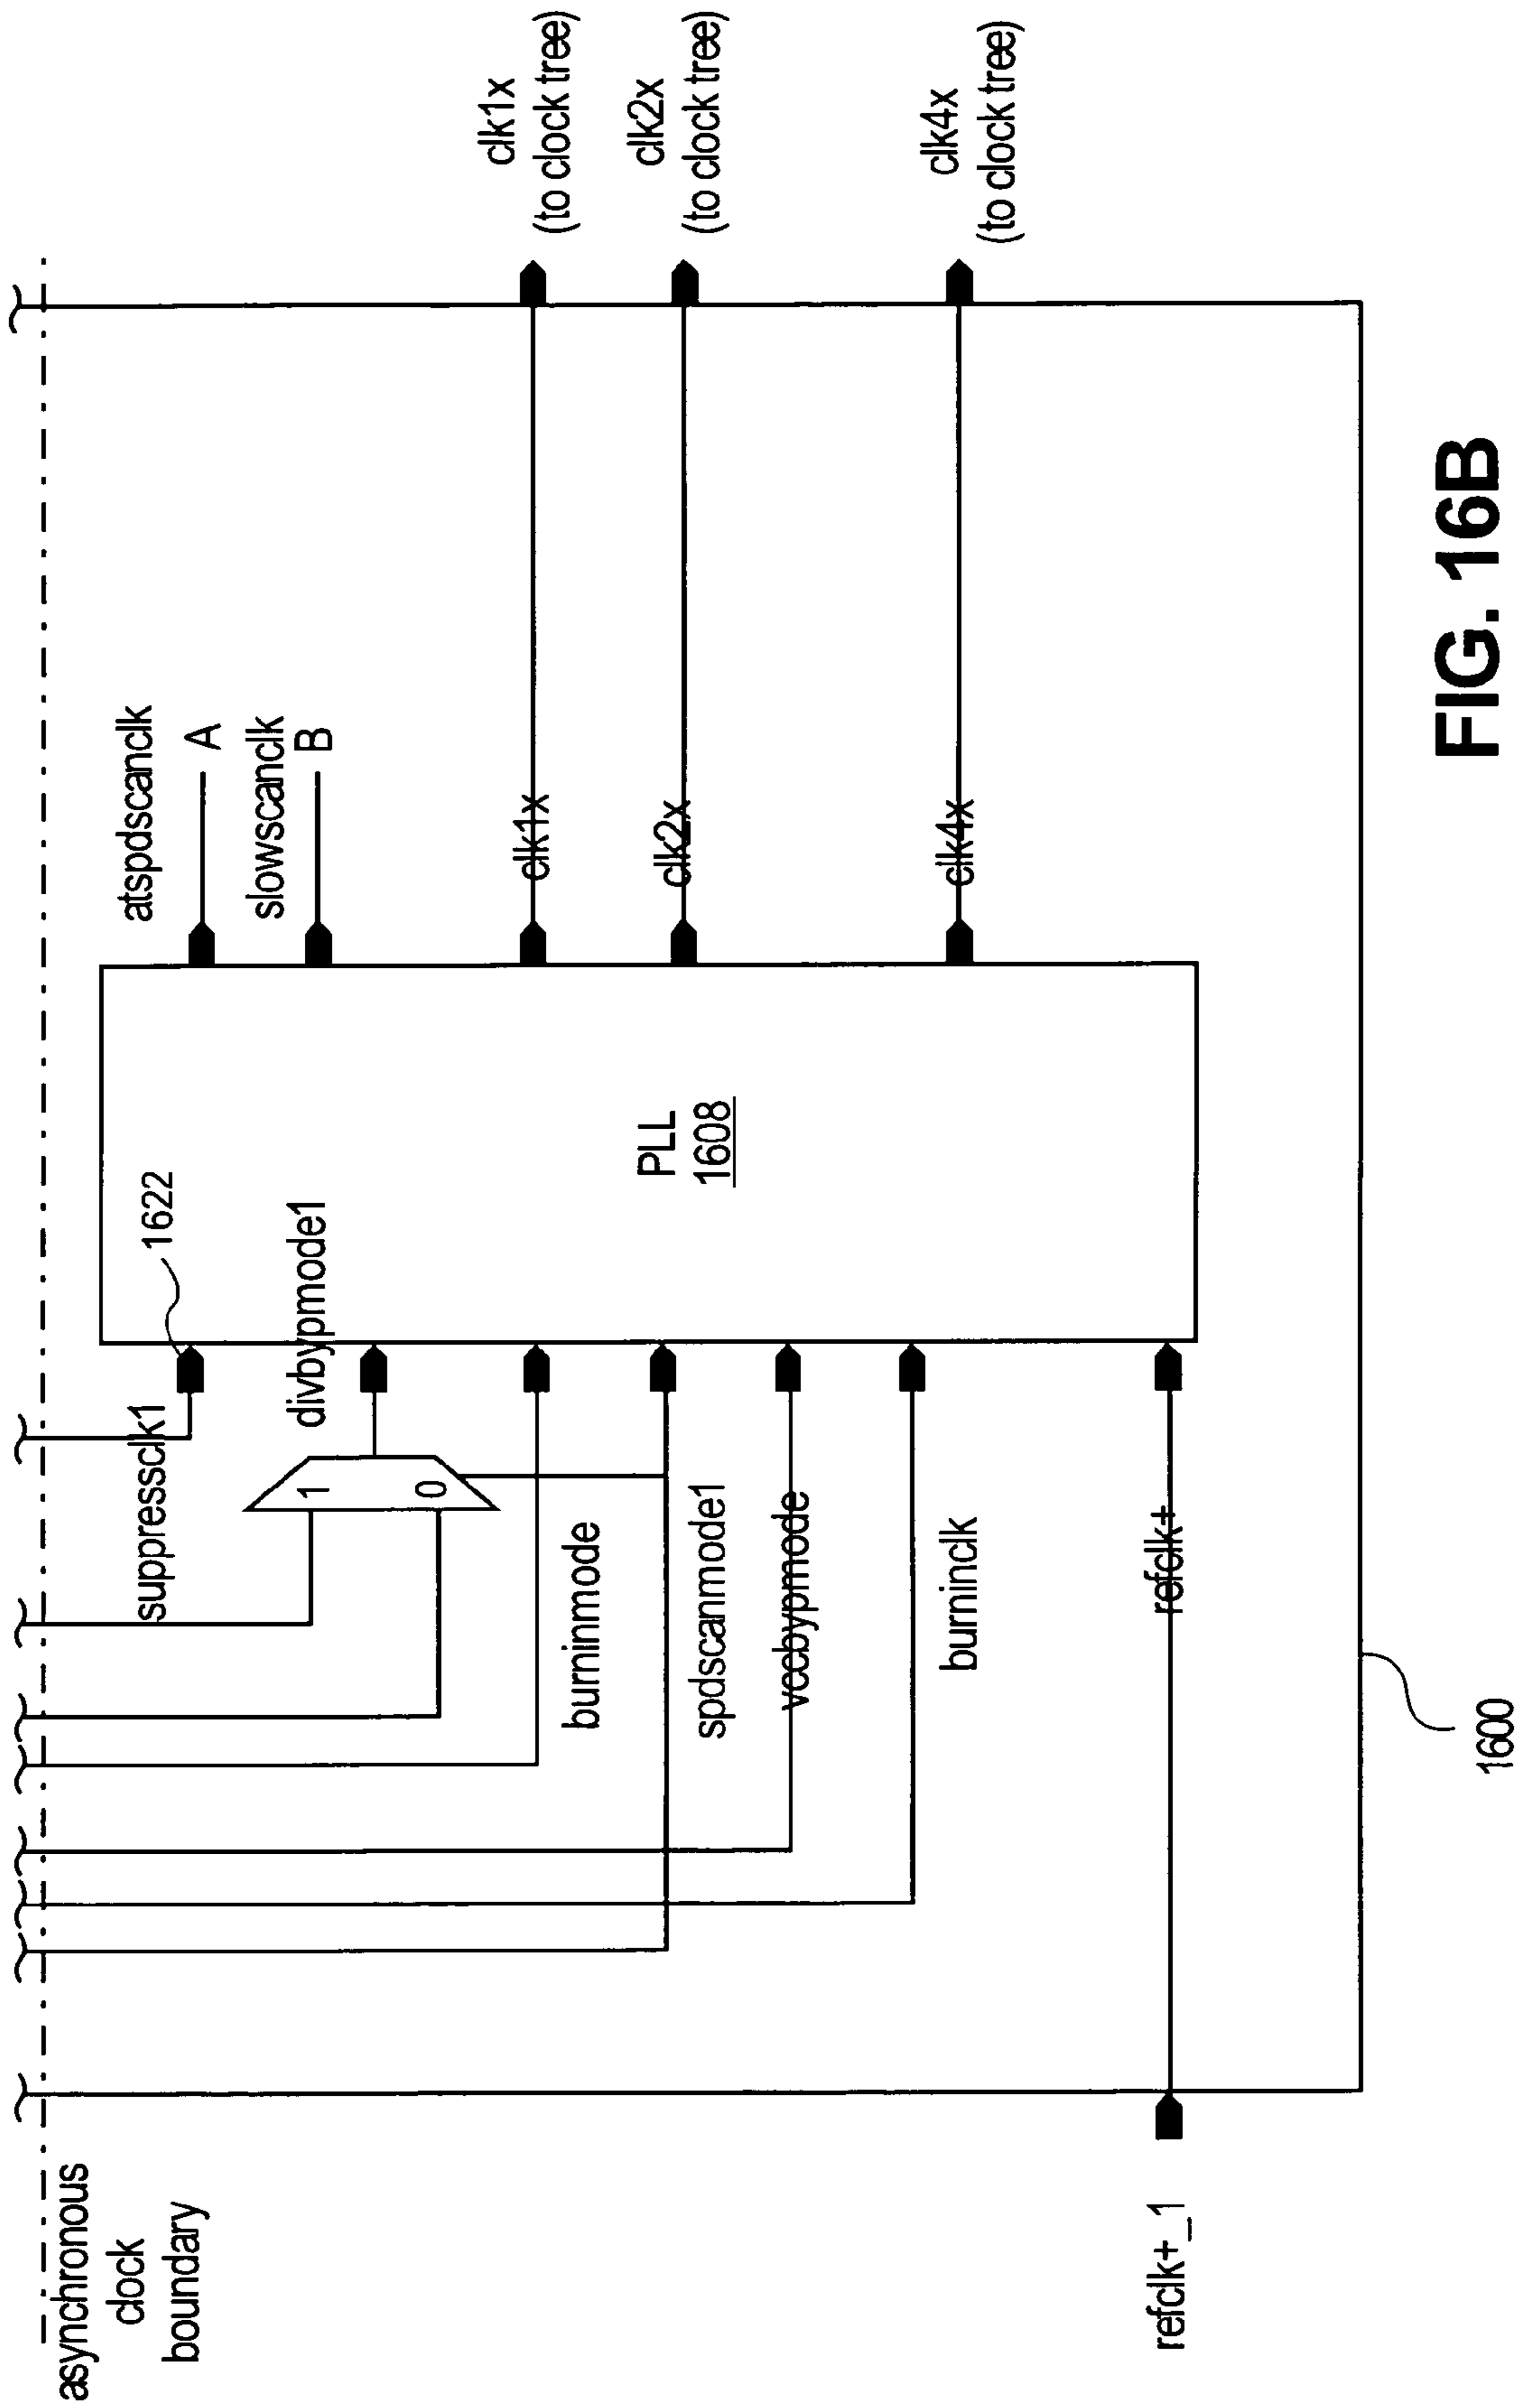 asynchronous
clock
boundary
suppressclk1
1622
atspdscanclk
A
slowscanclk
B
divbypmode1
1
0
burninmode
spdscanmode1
vcobypmode
burninclk
refclk+
refclk+_1
PLL
1608
clk1x
clk2x
clk4x
clk1x
(to clock tree)
clk2x
(to clock tree)
clk4x
(to clock tree)
1600
FIG. 16B